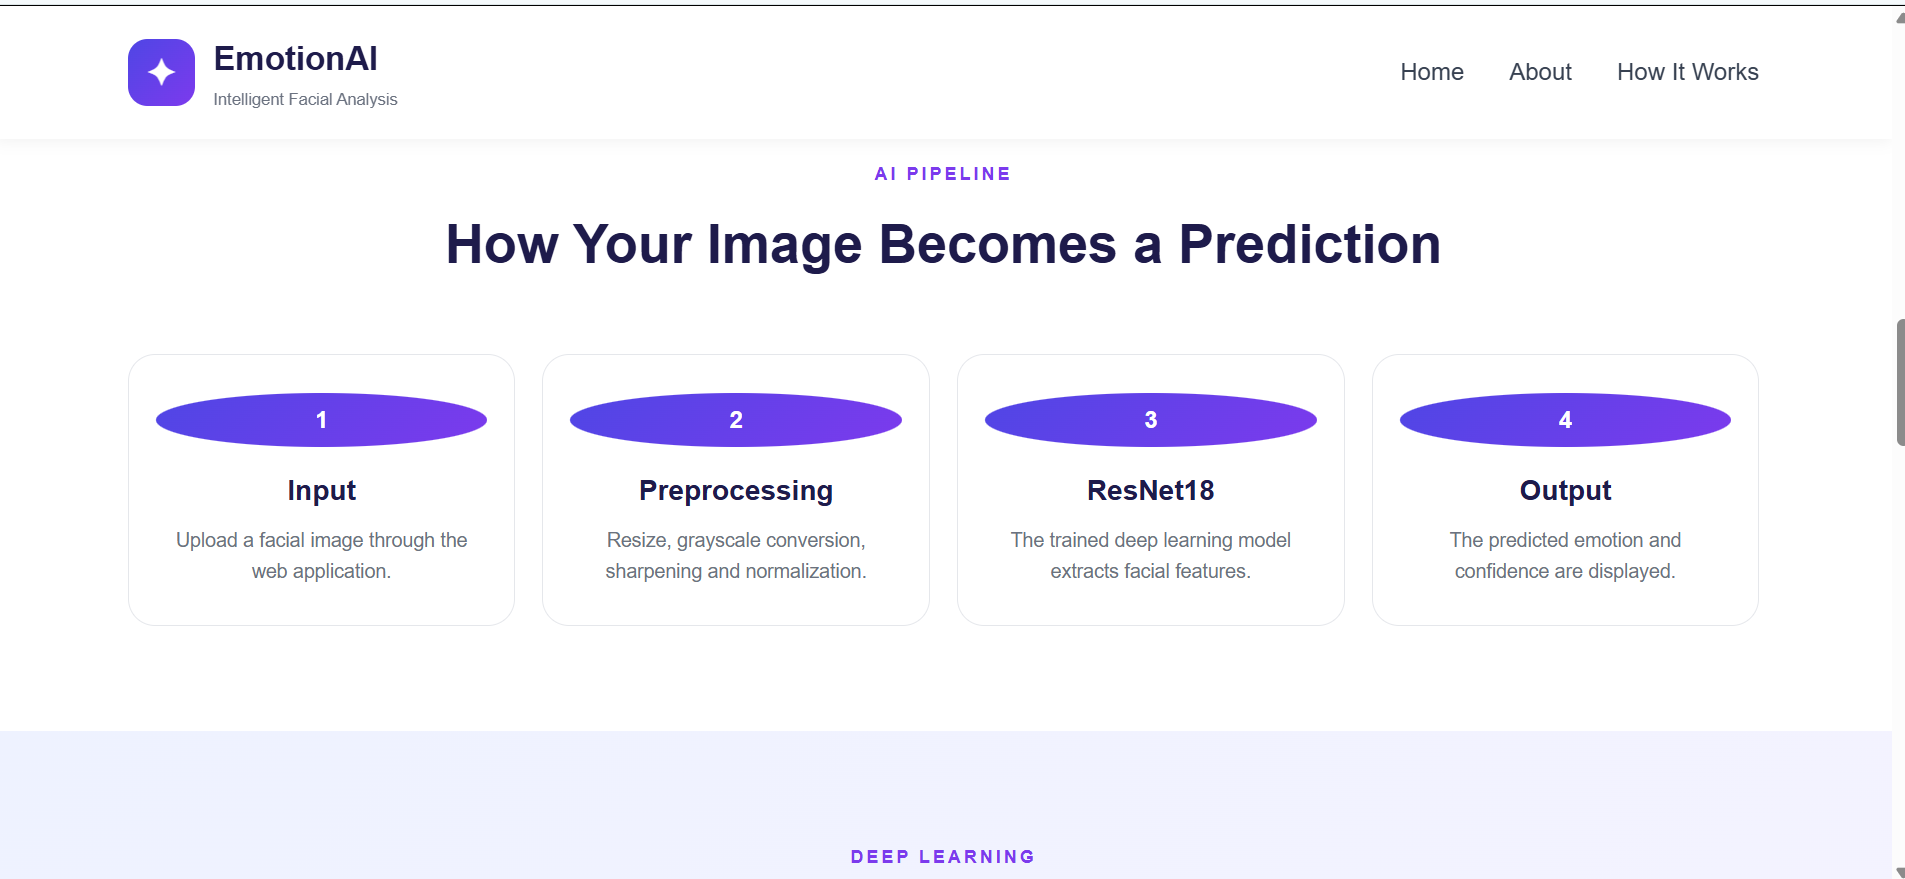 EmotionAI
Intelligent Facial Analysis
Home About How It Works
AI PIPELINE
How Your Image Becomes a Prediction
1
Input
Upload a facial image through the
web application.
2
Preprocessing
Resize, grayscale conversion,
sharpening and normalization.
3
ResNet18
The trained deep learning model
extracts facial features.
4
Output
The predicted emotion and
confidence are displayed.
DEEP LEARNING